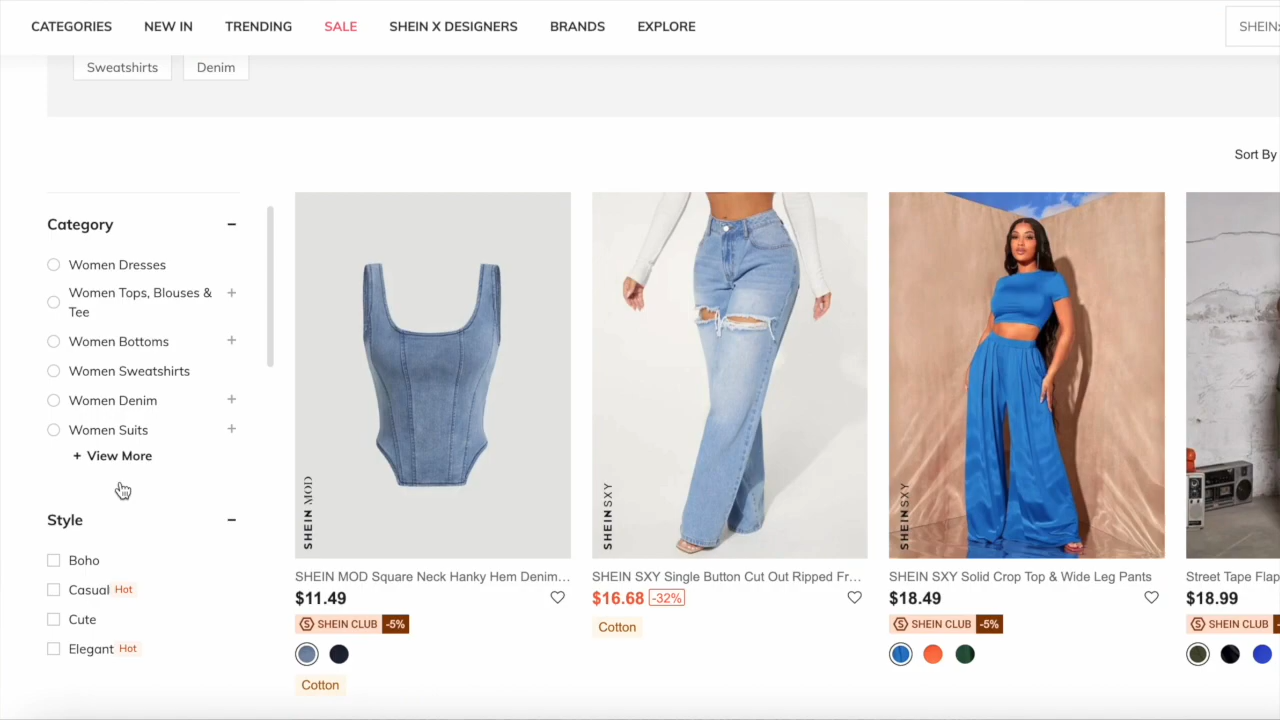 CATEGORIES NEW IN TRENDING SALE SHEIN X DESIGNERS BRANDS EXPLORE SHEIN
Sweatshirts Denim
Sort By
Category −
Women Dresses
Women Tops, Blouses & +
Tee
Women Bottoms +
Women Sweatshirts
Women Denim +
Women Suits +
+ View More
Style −
Boho
Casual Hot
Cute
Elegant Hot
SHEIN MOD
SHEIN MOD Square Neck Hanky Hem Denim…
$11.49
SHEIN CLUB -5%
Cotton
SHEIN SXY
SHEIN SXY Single Button Cut Out Ripped Fr…
$16.68 -32%
Cotton
SHEIN SXY
SHEIN SXY Solid Crop Top & Wide Leg Pants
$18.49
SHEIN CLUB -5%
Street Tape Flap
$18.99
SHEIN CLUB